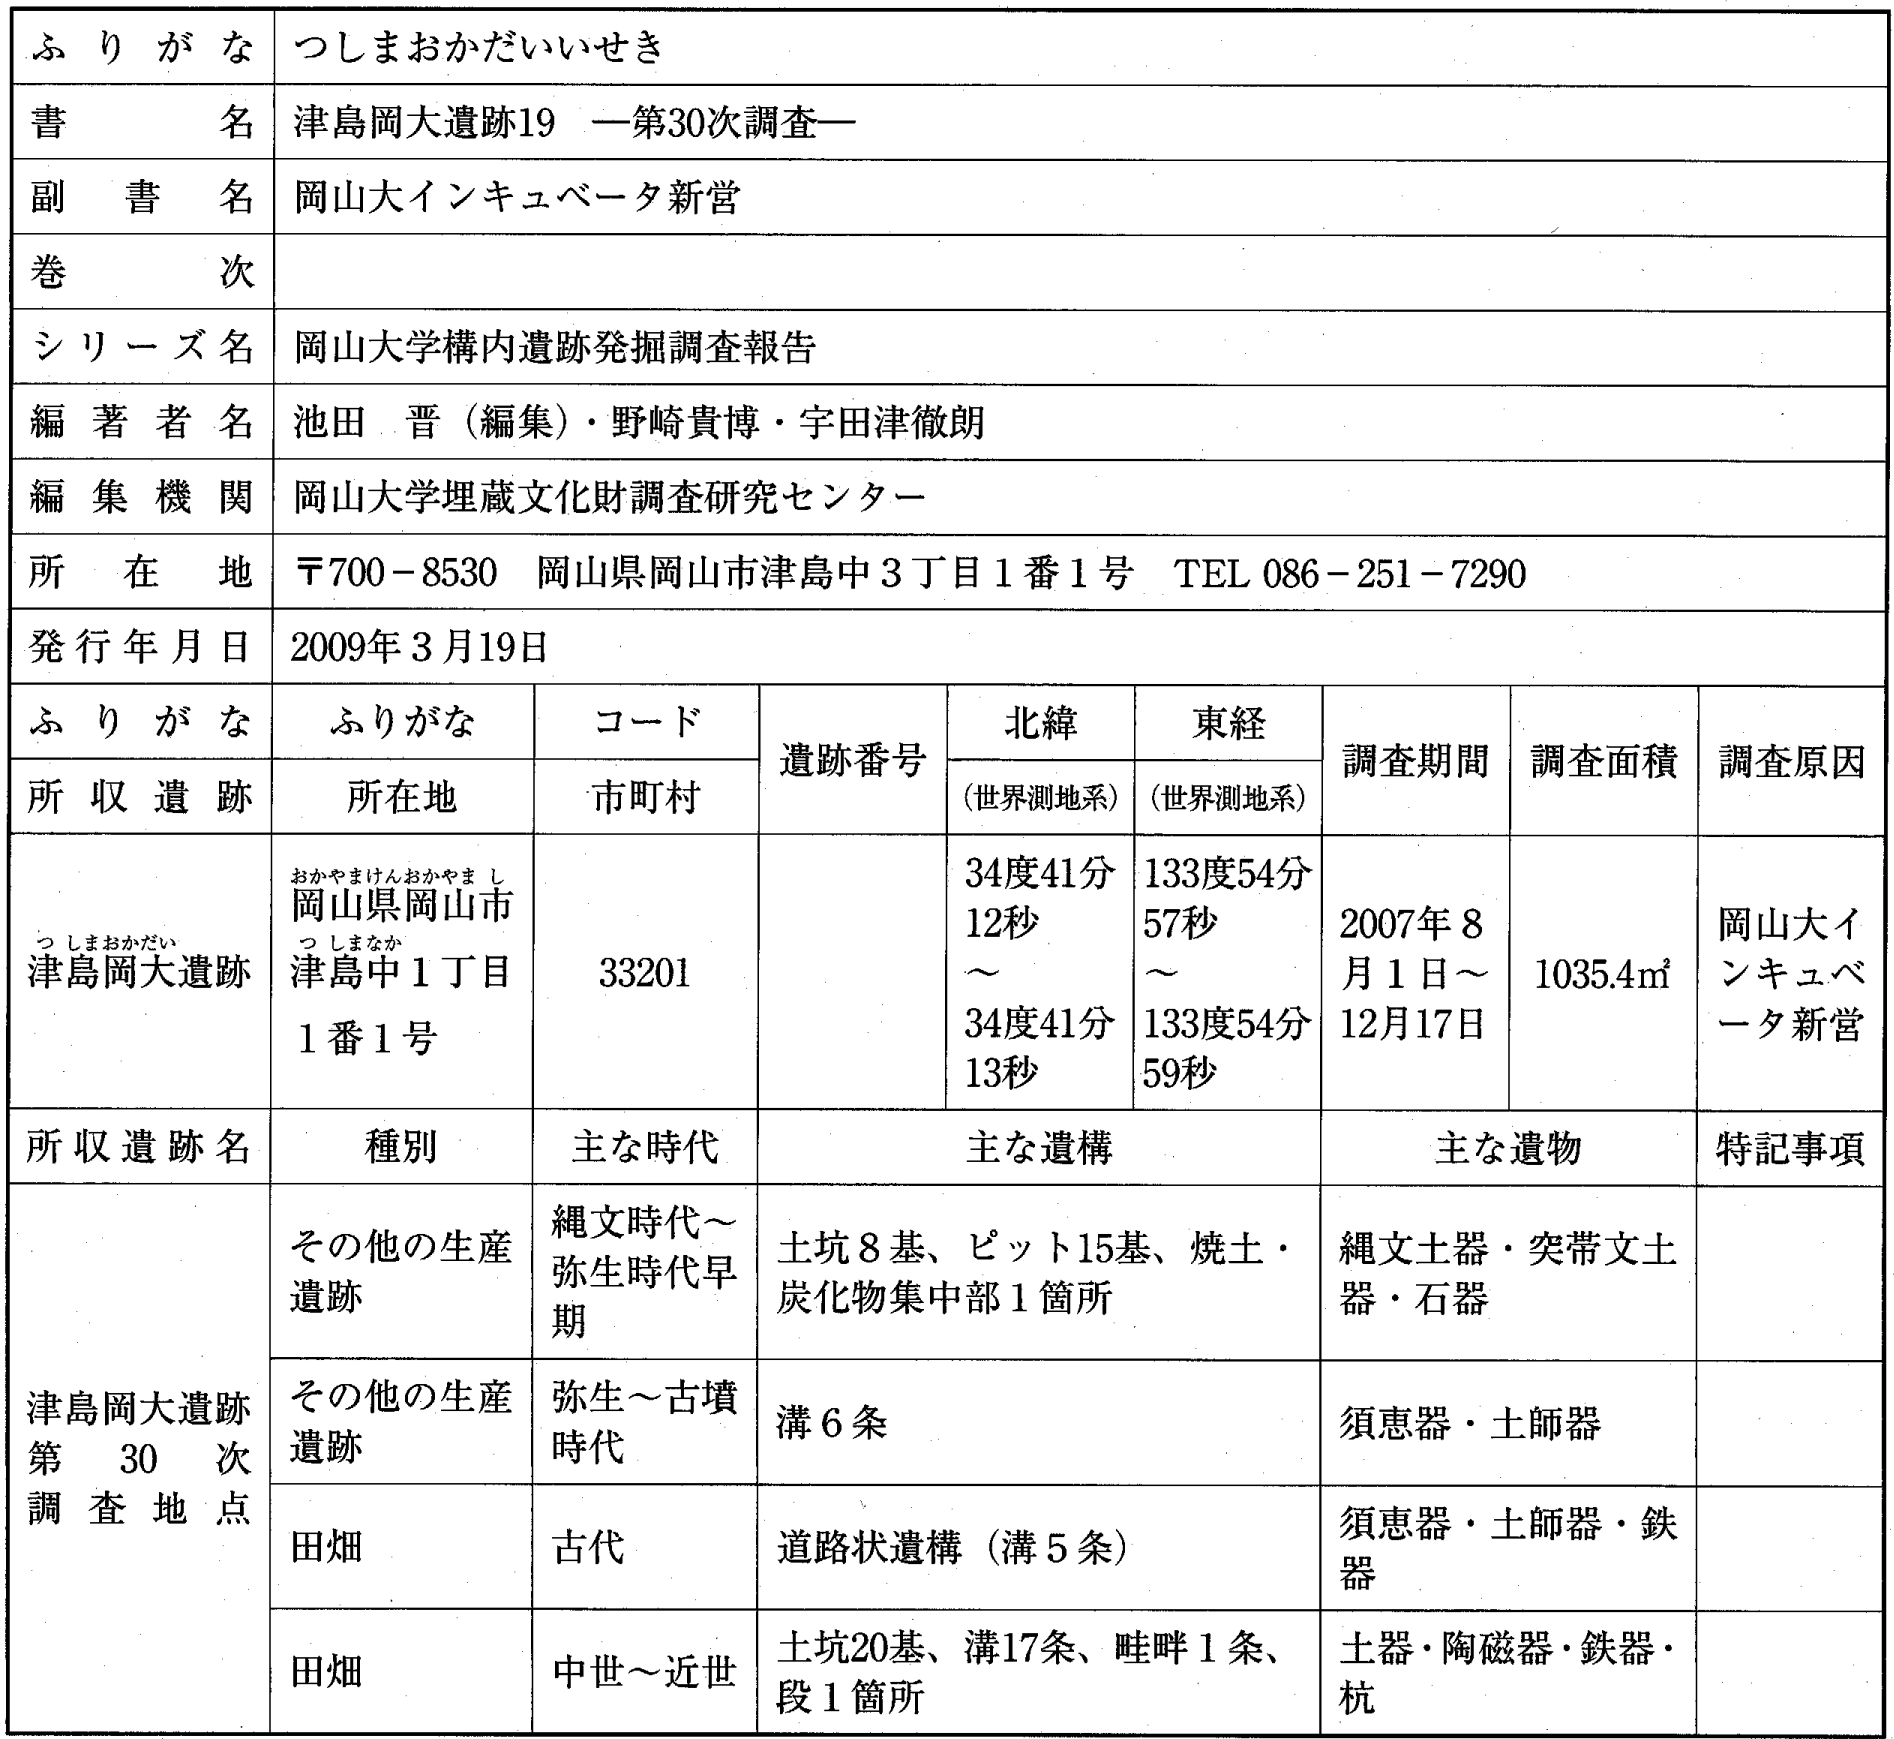 ふりがな つしまおかだいいせき
書名 津島岡大遺跡19　―第30次調査―
副書名 岡山大インキュベータ新営
巻次
シリーズ名 岡山大学構内遺跡発掘調査報告
編著者名 池田　晋（編集）・野崎貴博・宇田津徹朗
編集機関 岡山大学埋蔵文化財調査研究センター
所在地 〒700－8530　岡山県岡山市津島中３丁目１番１号　TEL 086－251－7290
発行年月日 2009年３月19日
ふりがな ふりがな コード 遺跡番号 北緯 東経 調査期間 調査面積 調査原因
所収遺跡 所在地 市町村 （世界測地系） （世界測地系）
つしまおかだい
津島岡大遺跡
おかやまけんおかやまし
岡山県岡山市
つしまなか
津島中１丁目
１番１号
33201
34度41分
12秒
～
34度41分
13秒
133度54分
57秒
～
133度54分
59秒
2007年８
月１日～
12月17日
1035.4㎡
岡山大イ
ンキュベ
ータ新営
所収遺跡名 種別 主な時代 主な遺構 主な遺物 特記事項
津島岡大遺跡
第30次
調査地点
その他の生産
遺跡
縄文時代～
弥生時代早
期
土坑８基、ピット15基、焼土・
炭化物集中部１箇所
縄文土器・突帯文土
器・石器
その他の生産
遺跡
弥生～古墳
時代
溝６条
須恵器・土師器
田畑
古代
道路状遺構（溝５条）
須恵器・土師器・鉄
器
田畑
中世～近世
土坑20基、溝17条、畦畔１条、
段１箇所
土器・陶磁器・鉄器・
杭